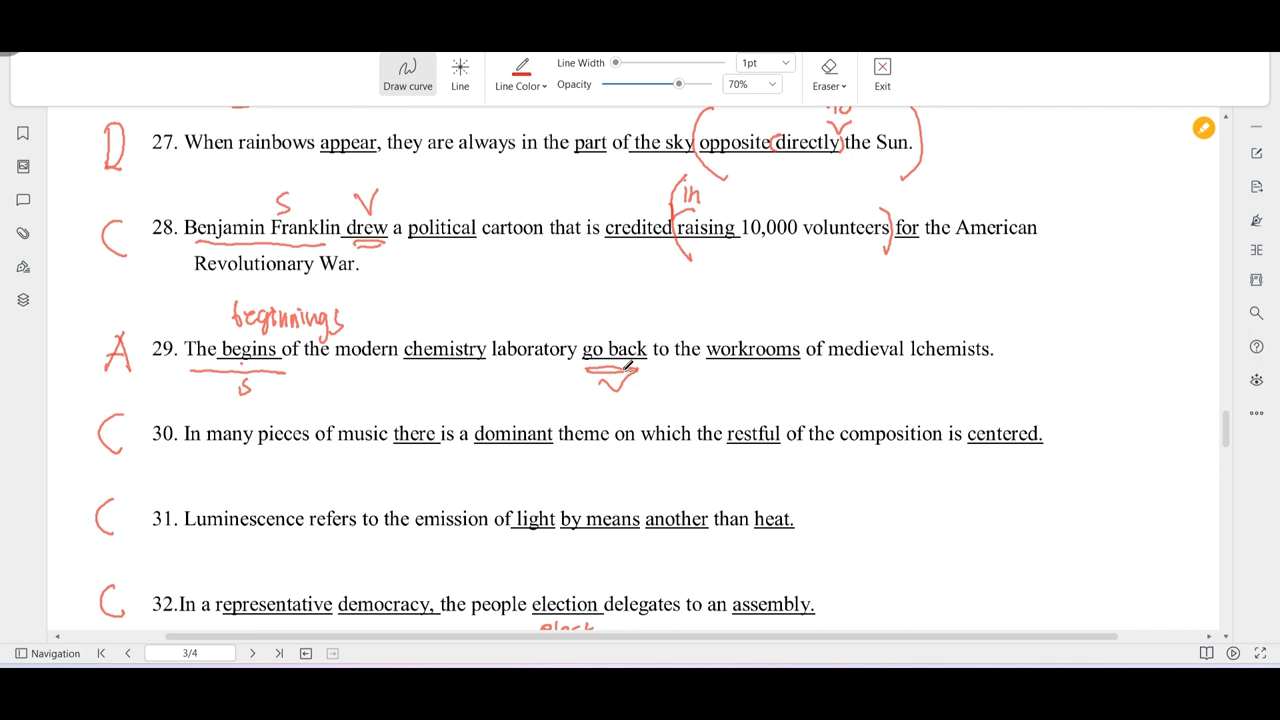 Draw curve
Line
Line Color
Line Width
1pt
Opacity
70%
Eraser
Exit
D 27. When rainbows appear, they are always in the part of the sky opposite directly the Sun.
S V in
C 28. Benjamin Franklin drew a political cartoon that is credited raising 10,000 volunteers for the American
Revolutionary War.
beginnings
A 29. The begins of the modern chemistry laboratory go back to the workrooms of medieval lchemists.
S V
C 30. In many pieces of music there is a dominant theme on which the restful of the composition is centered.
C 31. Luminescence refers to the emission of light by means another than heat.
C 32.In a representative democracy, the people election delegates to an assembly.
Navigation
3/4